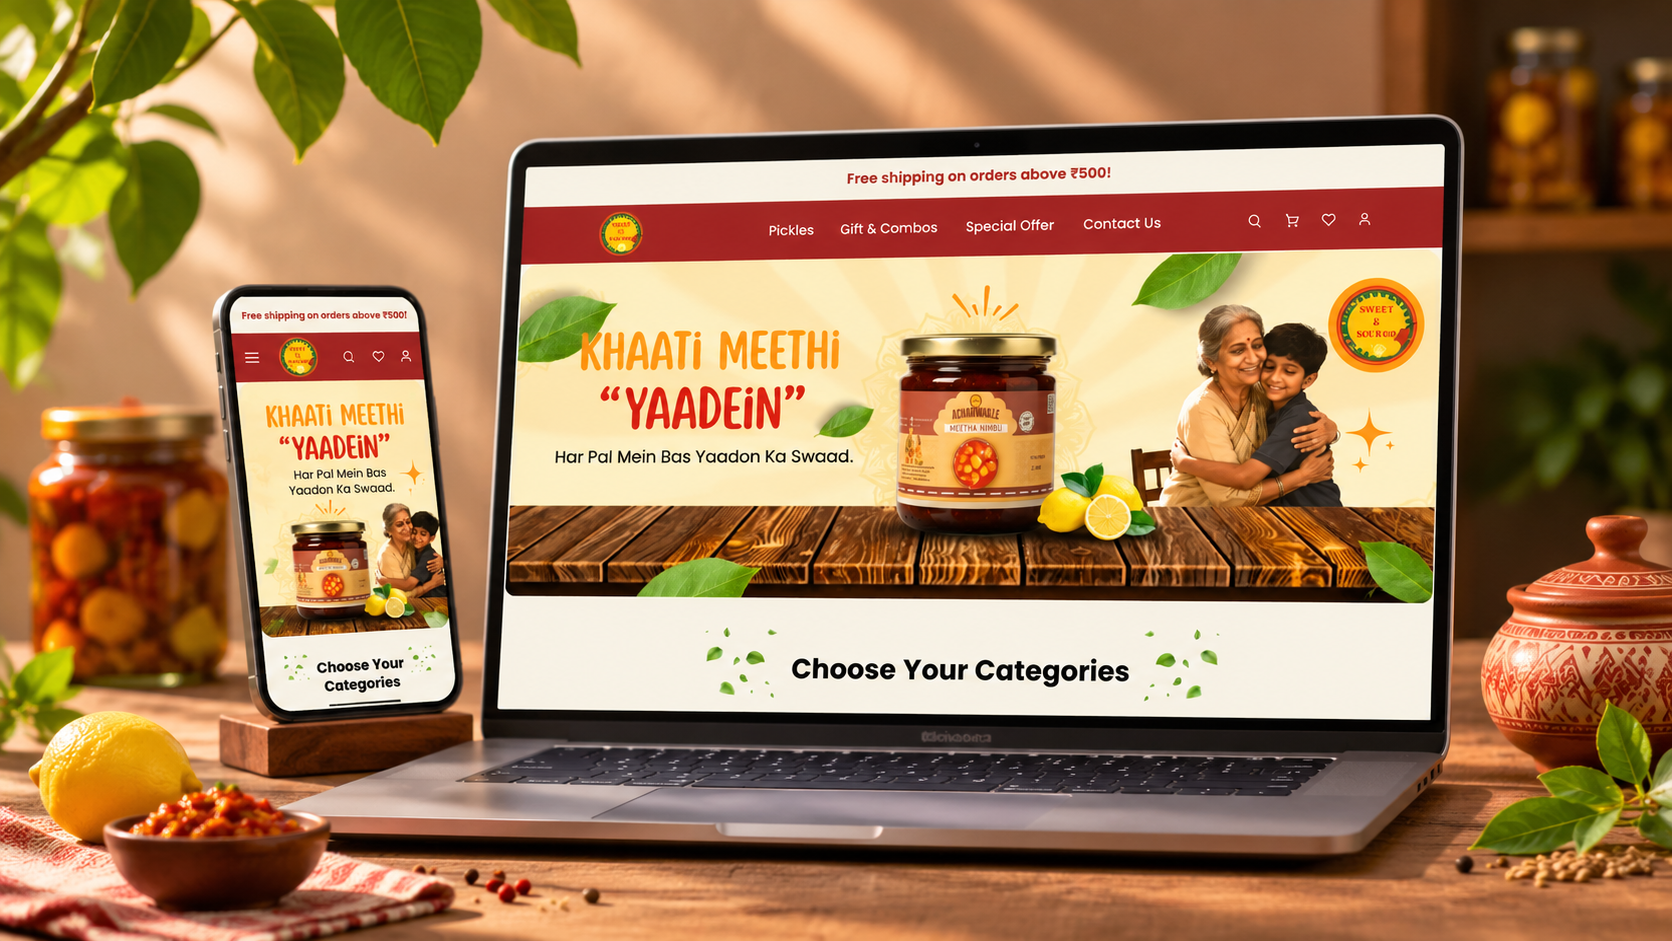 Free shipping on orders above ₹500!
Pickles
Gift & Combos
Special Offer
Contact Us
KHAATi MEETHi
“YAADEiN”
Har Pal Mein Bas Yaadon Ka Swaad.
ACHARWAALE
MEETHA NIMBU
SWEET
&
Choose Your Categories
Free shipping on orders above ₹500!
KHAATi MEETHi
“YAADEiN”
Har Pal Mein Bas
Yaadon Ka Swaad.
Choose Your
Categories